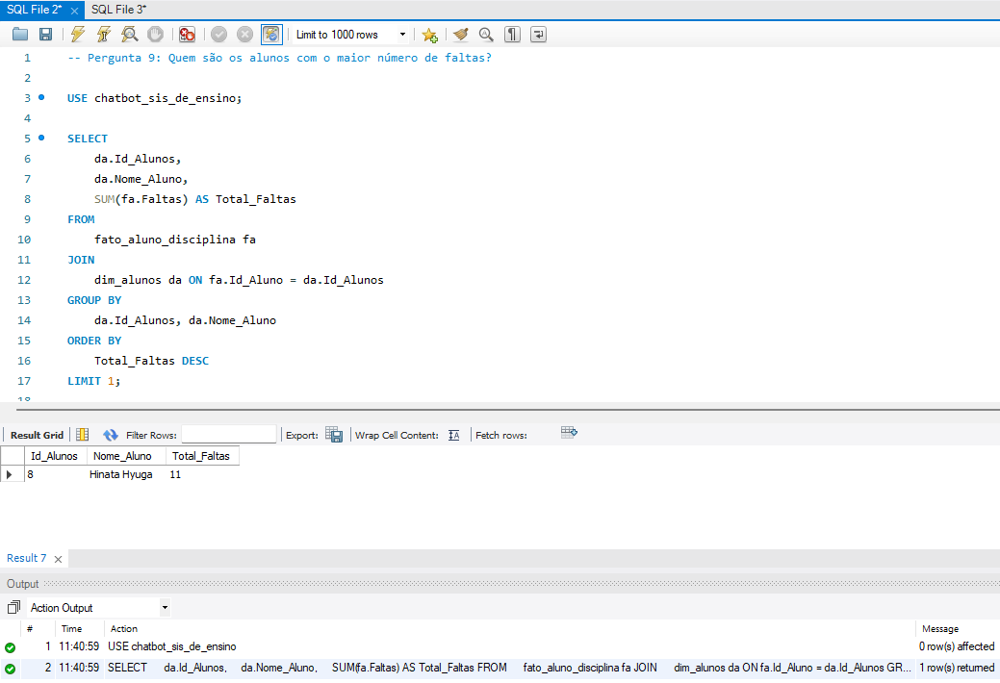 SQL File 2* SQL File 3*
Limit to 1000 rows
1 -- Pergunta 9: Quem são os alunos com o maior número de faltas?
2
3 USE chatbot_sis_de_ensino;
4
5 SELECT
6 da.Id_Alunos,
7 da.Nome_Aluno,
8 SUM(fa.Faltas) AS Total_Faltas
9 FROM
10 fato_aluno_disciplina fa
11 JOIN
12 dim_alunos da ON fa.Id_Aluno = da.Id_Alunos
13 GROUP BY
14 da.Id_Alunos, da.Nome_Aluno
15 ORDER BY
16 Total_Faltas DESC
17 LIMIT 1;
18
Result Grid Filter Rows: Export: Wrap Cell Content: IA Fetch rows:
Id_Alunos Nome_Aluno Total_Faltas
8 Hinata Hyuga 11
Result 7
Output
Action Output
# Time Action Message
1 11:40:59 USE chatbot_sis_de_ensino 0 row(s) affected
2 11:40:59 SELECT da.Id_Alunos, da.Nome_Aluno, SUM(fa.Faltas) AS Total_Faltas FROM fato_aluno_disciplina fa JOIN dim_alunos da ON fa.Id_Aluno = da.Id_Alunos GR... 1 row(s) returned